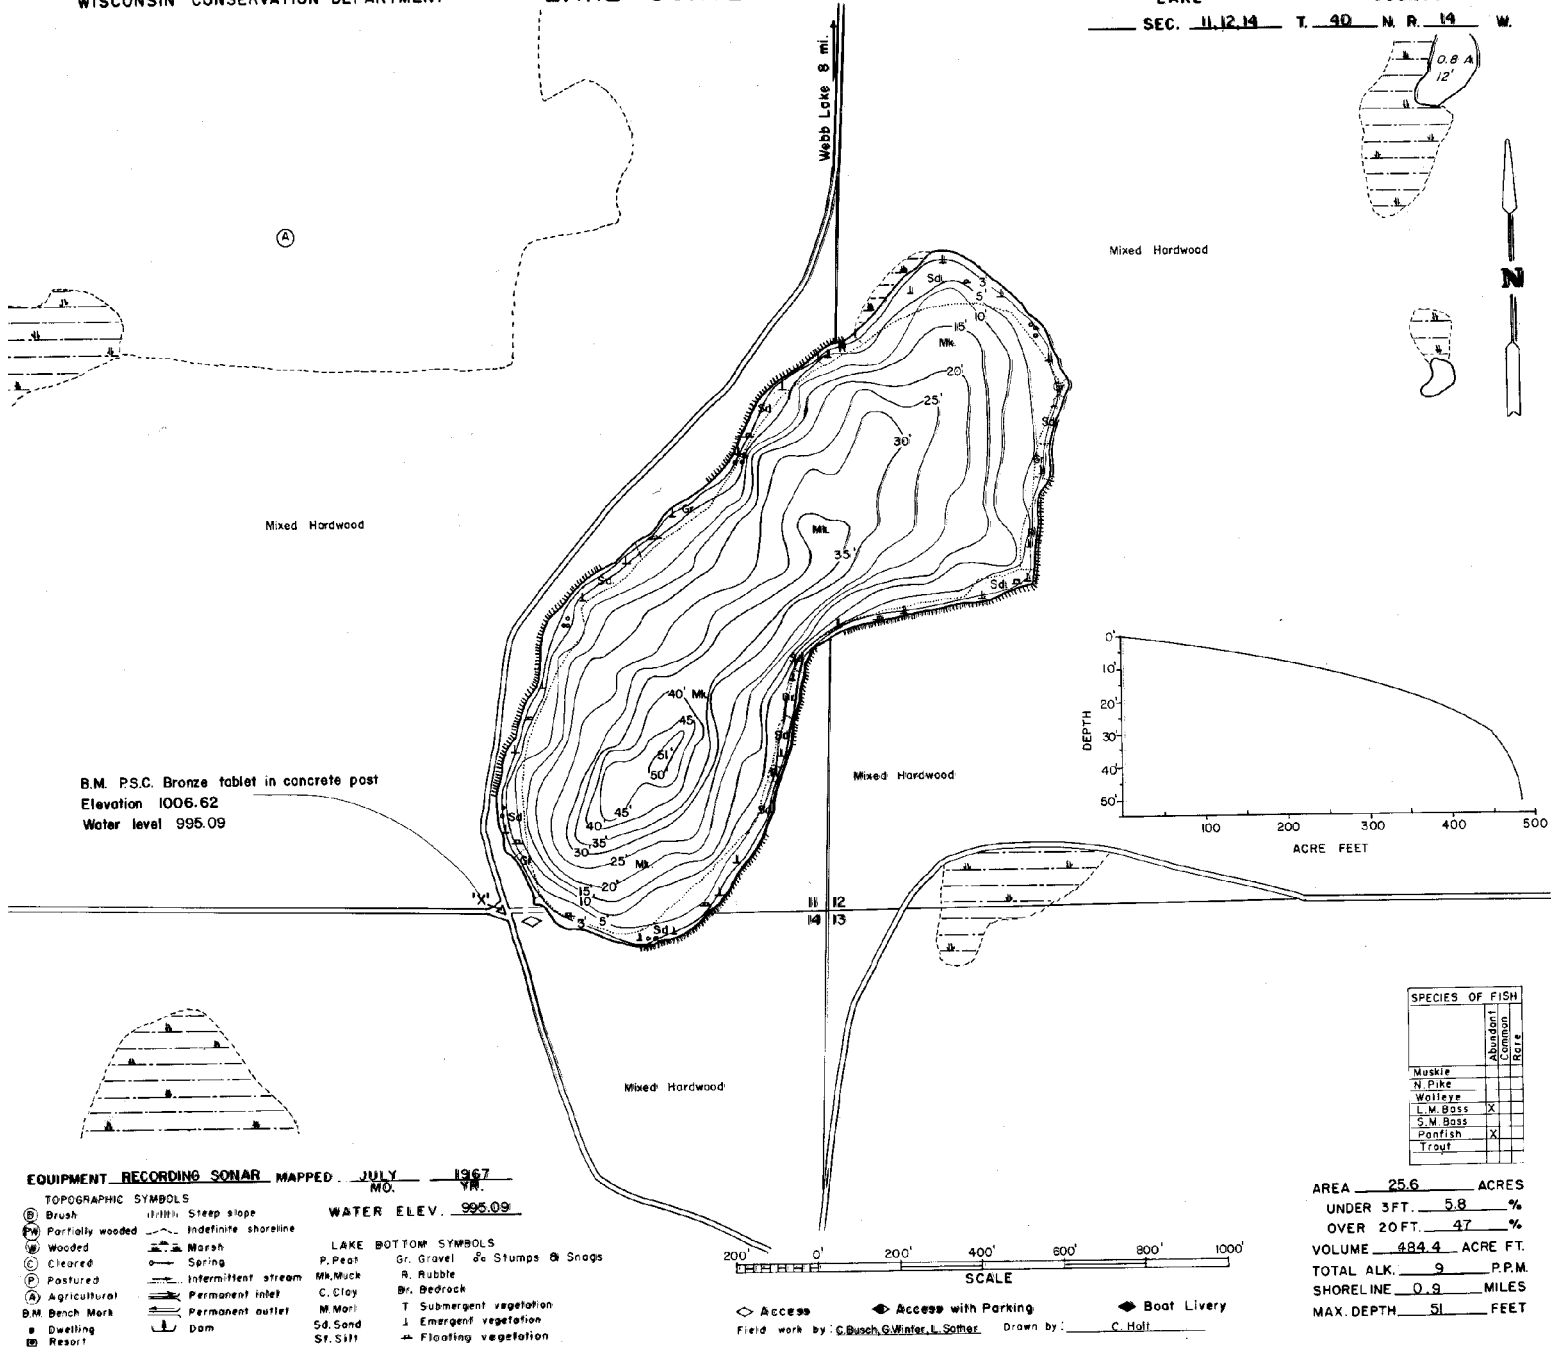 WISCONSIN CONSERVATION DEPARTMENT
LAKE
SEC. 11,12,14 T. 40 N. R. 14 W.
Webb Lake 8 mi.
0.8 A
12'
A
Mixed Hardwood
N
Sd
3'
5'
10'
15'
Mk.
20'
25'
30'
Sd
Gr
Sd
Gr
Mixed Hardwood
Gr
Mk.
35'
Sd
Sd
40' Mk.
45'
51'
50'
Sd
Sd
45'
40'
35'
30'
25' Mk.
20'
15'
10'
5'
3'
Sd
Mixed Hardwood
B.M. P.S.C. Bronze tablet in concrete post
Elevation 1006.62
Water level 995.09
'X'
11 12
14 13
DEPTH
0'
10'
20'
30'
40'
50'
100 200 300 400 500
ACRE FEET
Mixed Hardwood
SPECIES OF FISH
Abundant
Common
Rare
Muskie
N. Pike
Walleye
L.M. Bass X
S.M. Bass
Panfish X
Trout
EQUIPMENT RECORDING SONAR MAPPED JULY 1967
MO. YR.
WATER ELEV. 995.09
TOPOGRAPHIC SYMBOLS
B Brush
PW Partially wooded
W Wooded
C Cleared
P Pastured
A Agricultural
B.M. Bench Mark
Dwelling
Resort
Steep slope
Indefinite shoreline
Marsh
Spring
Intermittent stream
Permanent inlet
Permanent outlet
Dam
LAKE BOTTOM SYMBOLS
P. Peat
Mk. Muck
C. Clay
M. Marl
Sd. Sand
St. Silt
Gr. Gravel
R. Rubble
Br. Bedrock
T Submergent vegetation
Emergent vegetation
Floating vegetation
Stumps & Snags
200' 0' 200' 400' 600' 800' 1000'
SCALE
Access
Access with Parking
Boat Livery
Field work by: C.Busch, G.Winter, L. Sather Drawn by: C. Holt
AREA 25.6 ACRES
UNDER 3FT. 5.8 %
OVER 20FT. 47 %
VOLUME 484.4 ACRE FT.
TOTAL ALK. 9 P.P.M.
SHORELINE 0.9 MILES
MAX. DEPTH 51 FEET